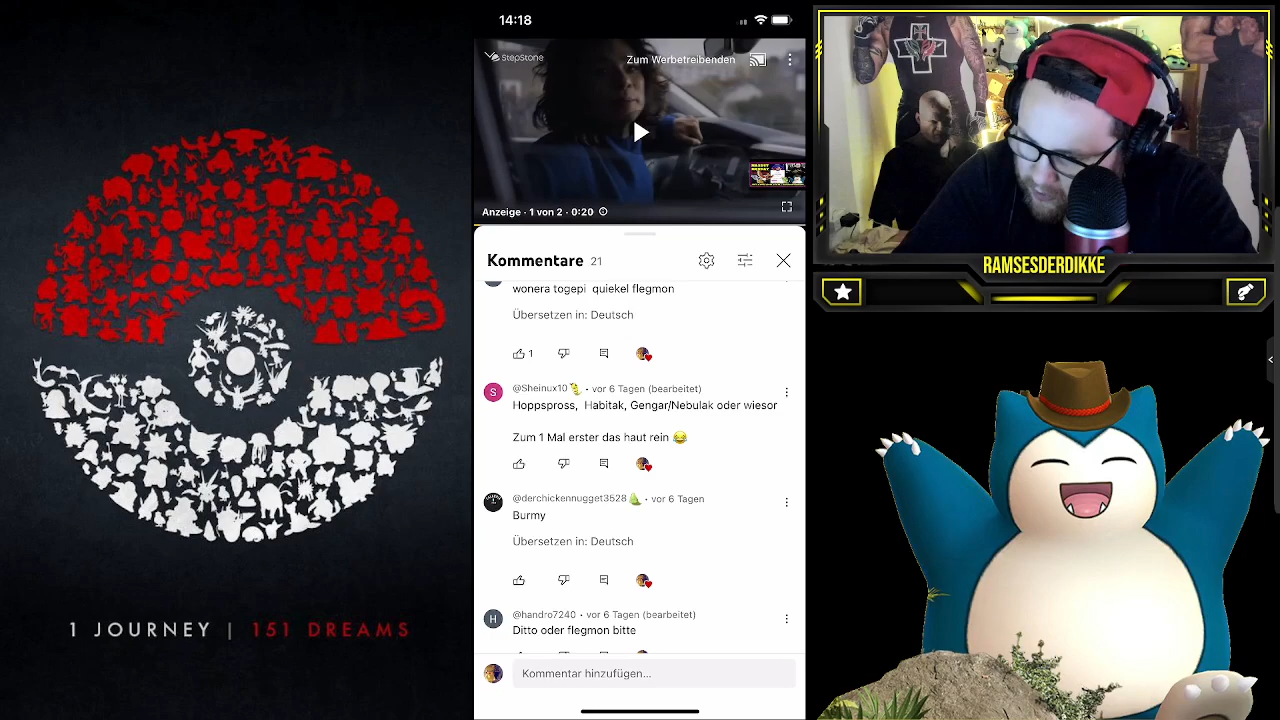 14:18
StepStone
Zum Werbetreibenden
Anzeige · 1 von 2 · 0:20
Kommentare 21
wonera togepi quiekel flegmon
Übersetzen in: Deutsch
1
S
@Sheinux10 • vor 6 Tagen (bearbeitet)
Hoppspross, Habitak, Gengar/Nebulak oder wiesor
Zum 1 Mal erster das haut rein 😂
@derchickennugget3528 • vor 6 Tagen
Burmy
Übersetzen in: Deutsch
H
@handro7240 • vor 6 Tagen (bearbeitet)
Ditto oder flegmon bitte
Kommentar hinzufügen...
1 JOURNEY | 151 DREAMS
RAMSESDERDIKKE